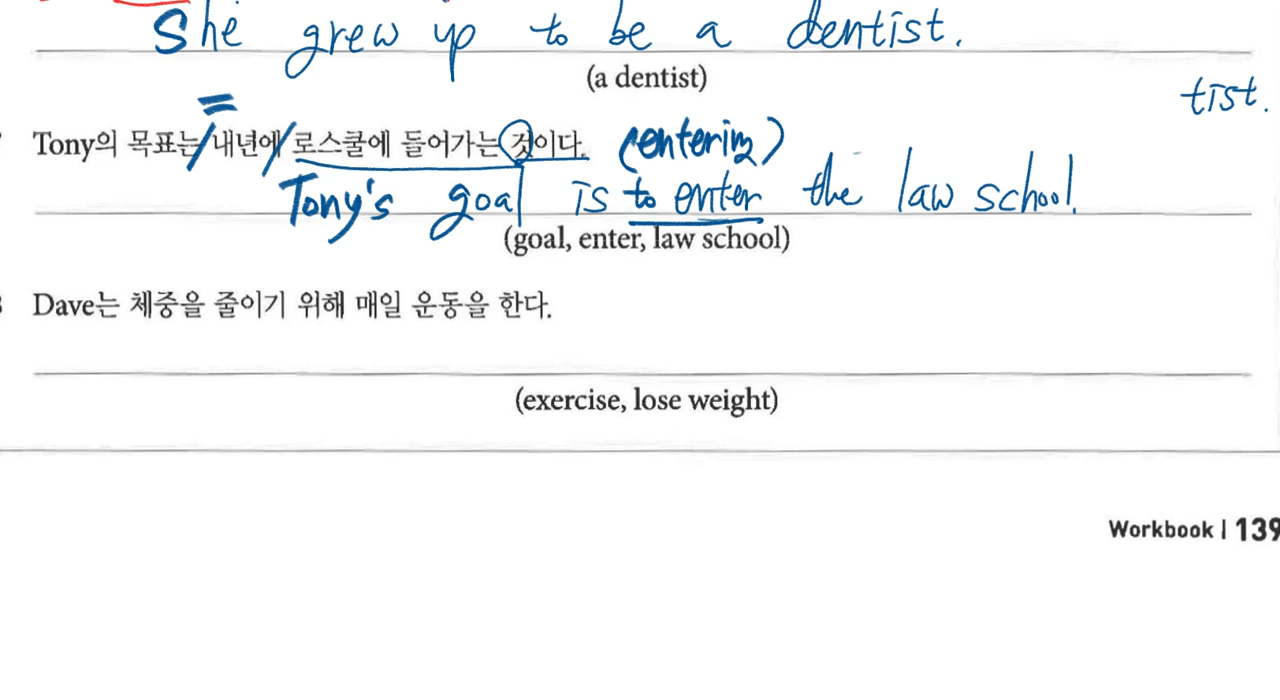 She grew up to be a dentist.
(a dentist)
tist.
=
Tony의 목표는/내년에/로스쿨에 들어가는 것이다. (entering)
Tony's goal is to enter the law school.
(goal, enter, law school)
Dave는 체중을 줄이기 위해 매일 운동을 한다.
(exercise, lose weight)
Workbook | 139